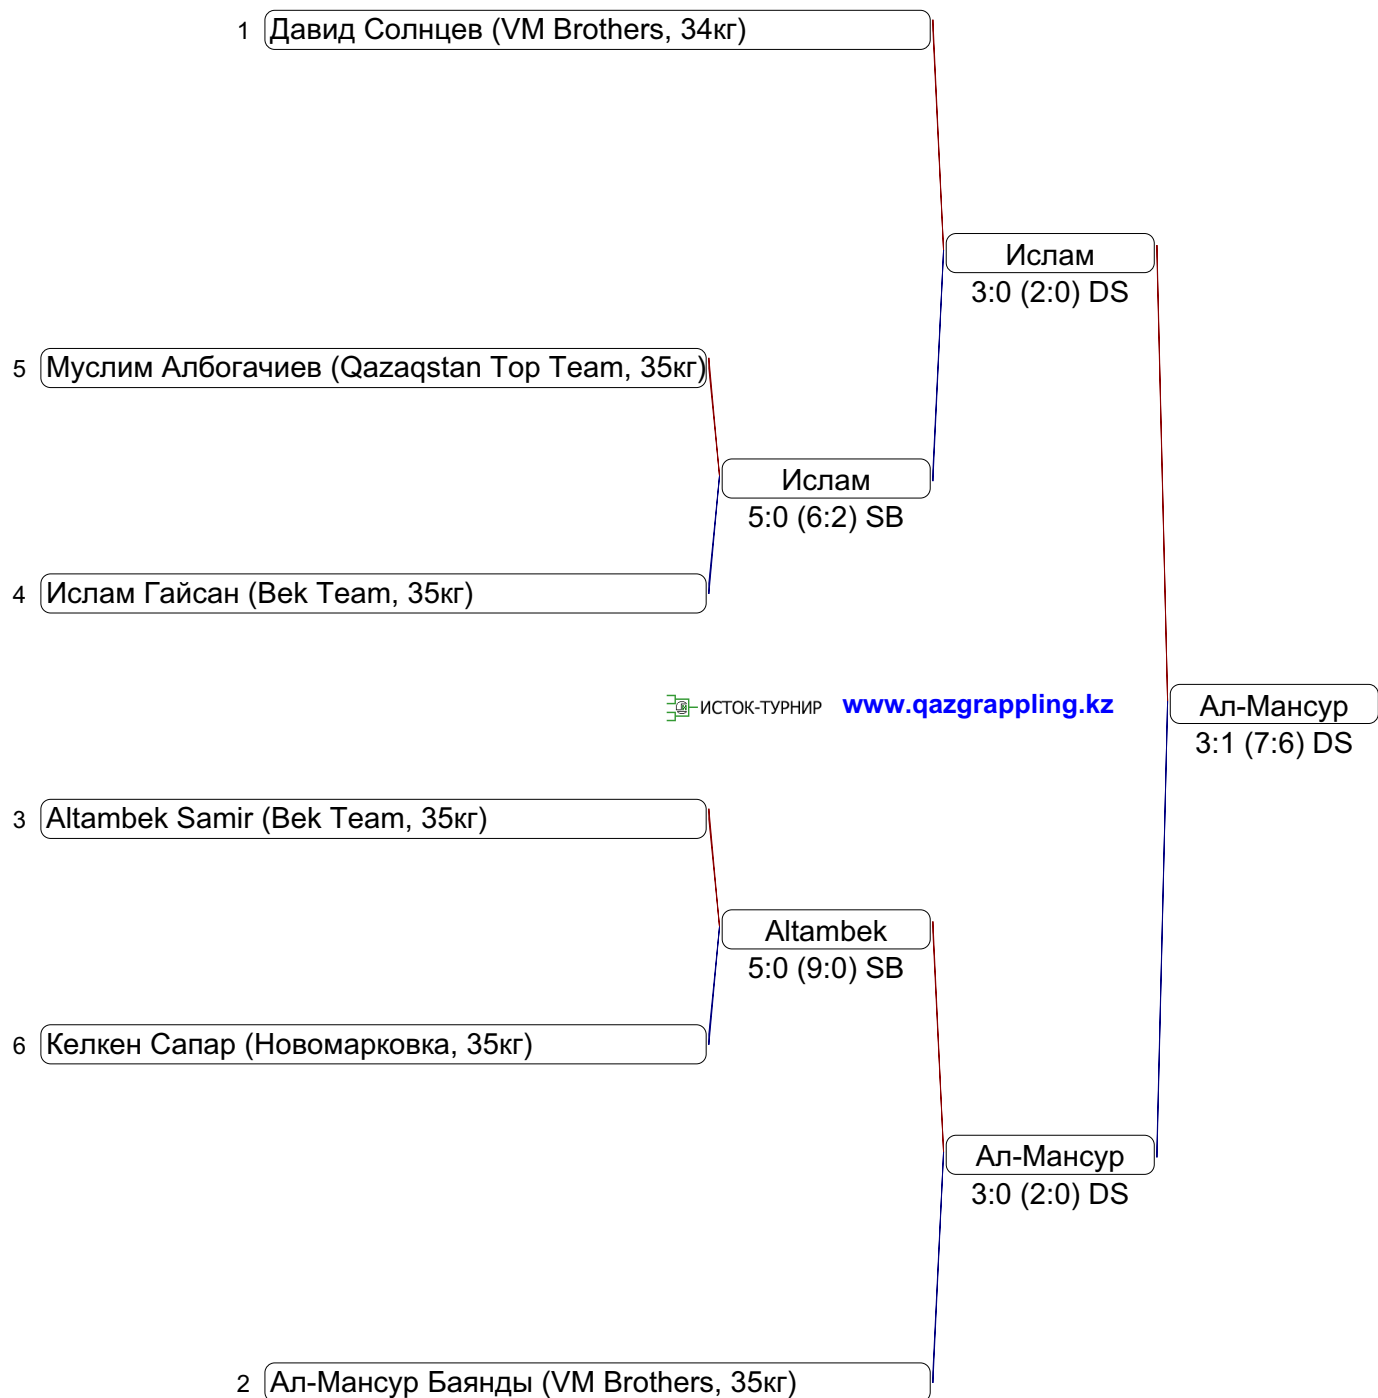 1 Давид Солнцев (VM Brothers, 34кг)
Ислам
3:0 (2:0) DS
5 Муслим Албогачиев (Qazaqstan Top Team, 35кг)
Ислам
5:0 (6:2) SB
4 Ислам Гайсан (Bek Team, 35кг)
ИСТОК-ТУРНИР www.qazgrappling.kz
Ал-Мансур
3:1 (7:6) DS
3 Altambek Samir (Bek Team, 35кг)
Altambek
5:0 (9:0) SB
6 Келкен Сапар (Новомарковка, 35кг)
Ал-Мансур
3:0 (2:0) DS
2 Ал-Мансур Баянды (VM Brothers, 35кг)